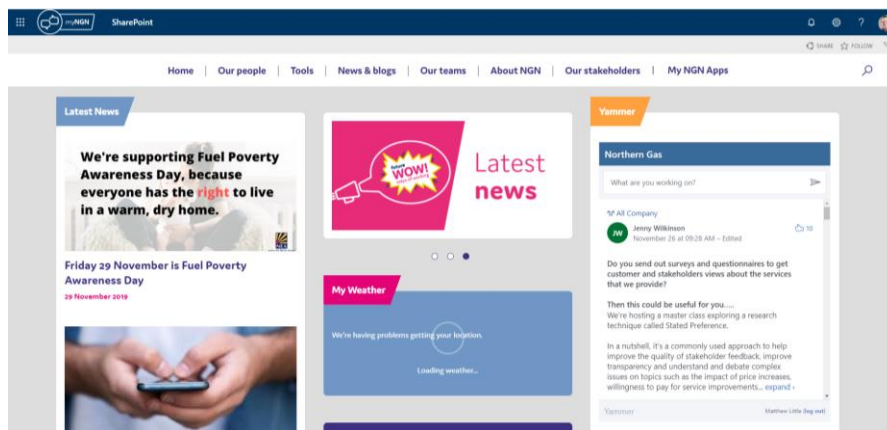 myNGN SharePoint
SHARE FOLLOW
Home | Our people | Tools | News & blogs | Our teams | About NGN | Our stakeholders | My NGN Apps
Latest News
We're supporting Fuel Poverty
Awareness Day, because
everyone has the right to live
in a warm, dry home.
Friday 29 November is Fuel Poverty
Awareness Day
29 November 2019
WOW!
Latest
news
My Weather
We're having problems getting your location.
Loading weather...
Yammer
Northern Gas
What are you working on?
All Company
JW Jenny Wilkinson
10
November 26 at 09:28 AM – Edited
Do you send out surveys and questionnaires to get
customer and stakeholders views about the services
that we provide?
Then this could be useful for you.....
We're hosting a master class exploring a research
technique called Stated Preference.
In a nutshell, it's a commonly used approach to help
improve the quality of stakeholder feedback, improve
transparency and understand and debate complex
issues on topics such as the impact of price increases,
willingness to pay for service improvements... expand ›
Yammer
Matthew Little (log out)